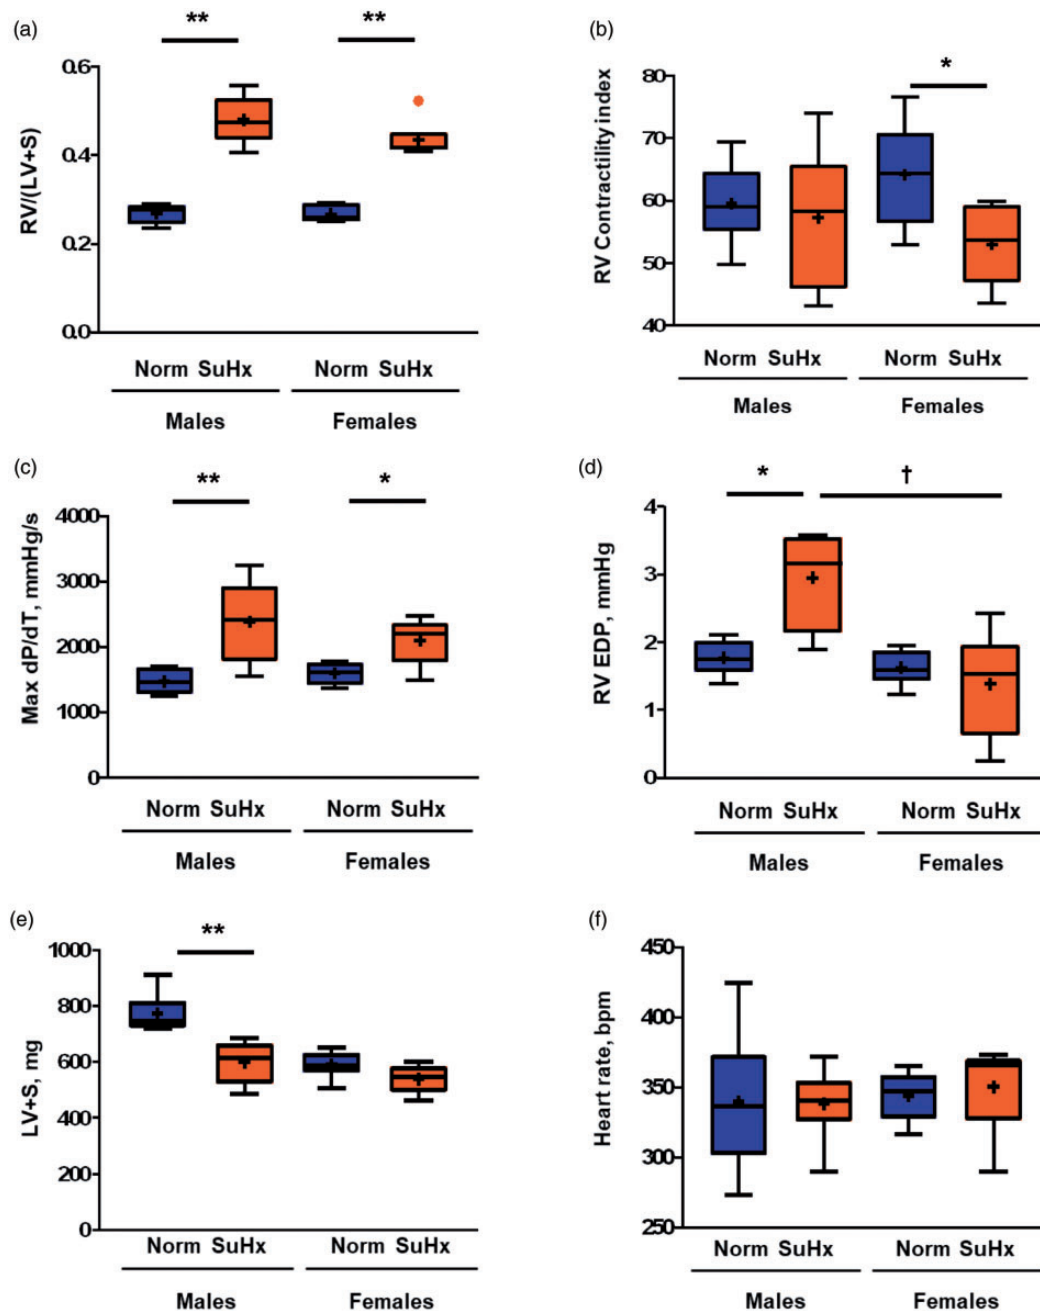 (a)
** **
RV/(LV+S)
0.6
0.4
0.2
0.0
Norm SuHx Norm SuHx
Males Females
(b)
*
RV Contractility index
80
70
60
50
40
Norm SuHx Norm SuHx
Males Females
(c)
** *
Max dP/dT, mmHg/s
4000
3000
2000
1000
0
Norm SuHx Norm SuHx
Males Females
(d)
* †
RV EDP, mmHg
4
3
2
1
0
Norm SuHx Norm SuHx
Males Females
(e)
**
LV+S, mg
1000
800
600
400
200
0
Norm SuHx Norm SuHx
Males Females
(f)
Heart rate, bpm
450
400
350
300
250
Norm SuHx Norm SuHx
Males Females